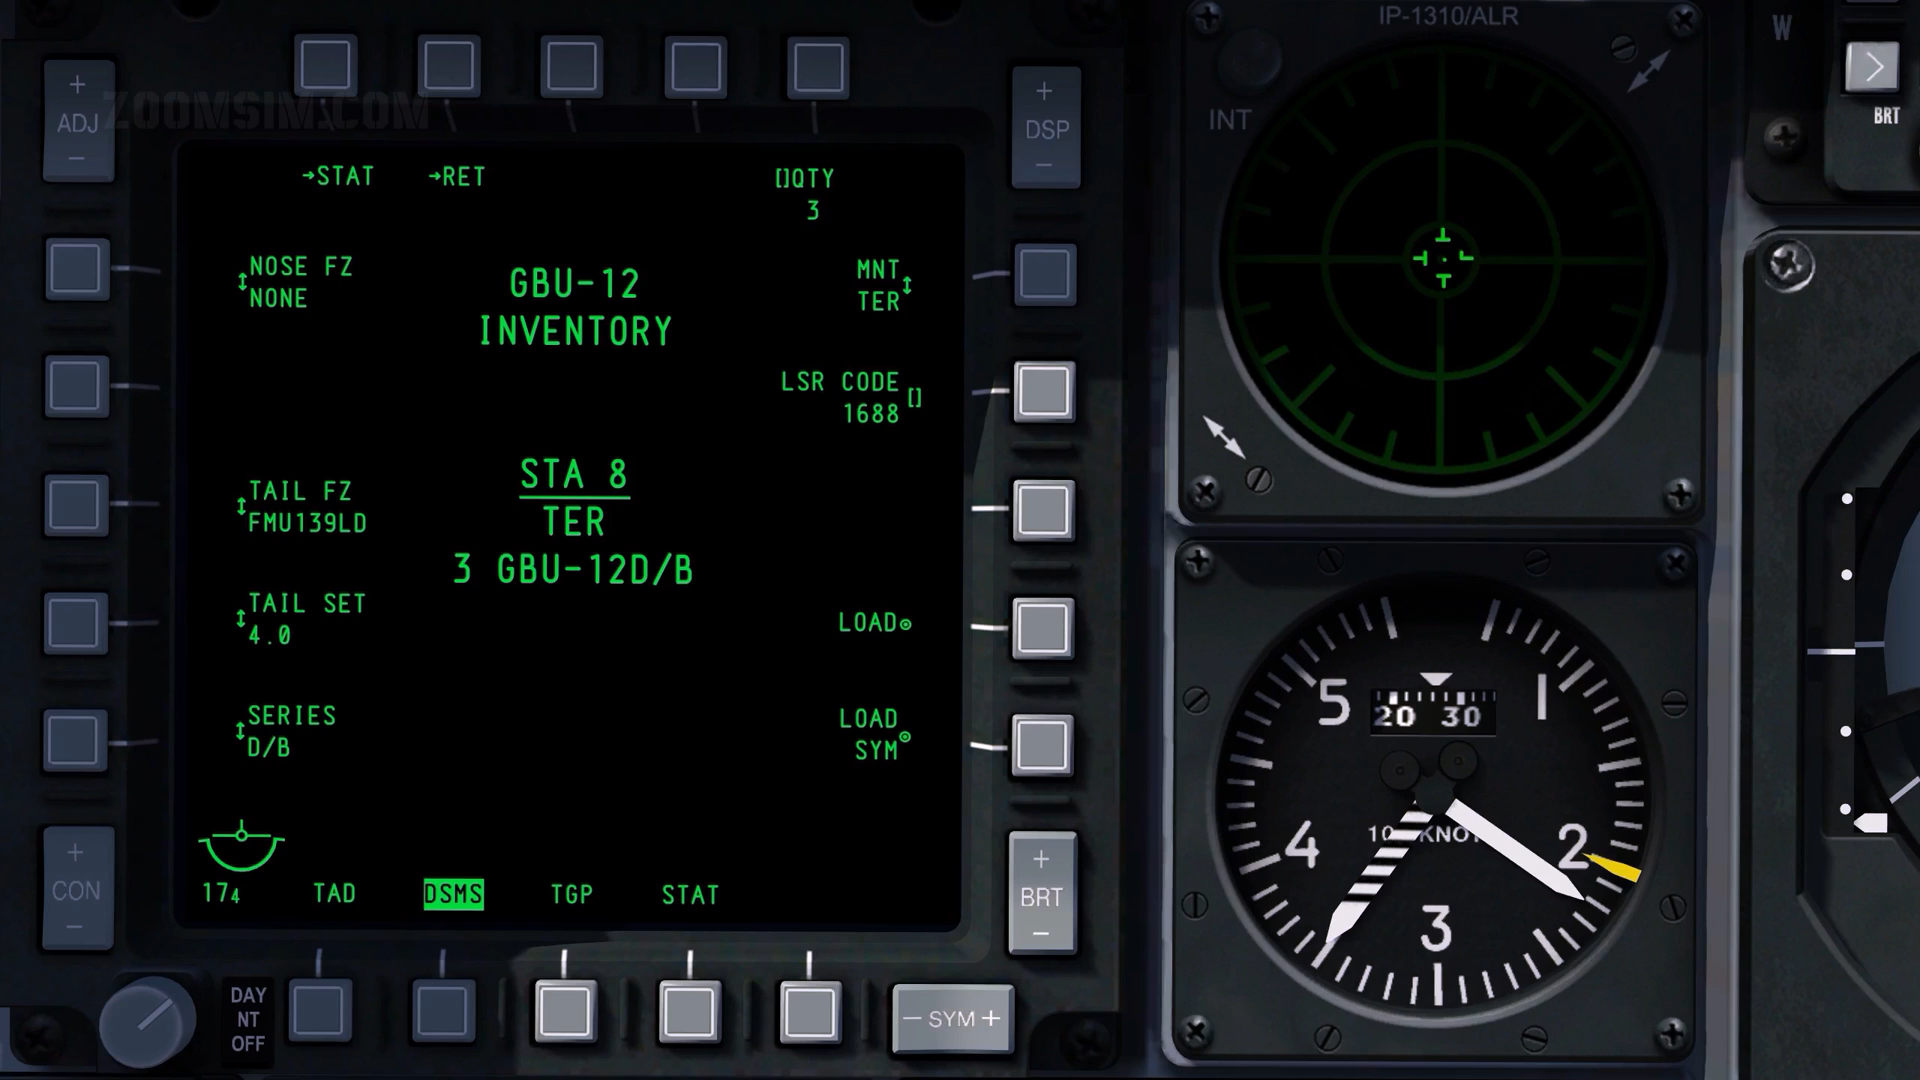 IP-1310/ALR
W
+
ADJ
-
ZOOMSIM.COM
+
DSP
-
INT
BRT
→STAT →RET []QTY
3
↕NOSE FZ
NONE
GBU-12
INVENTORY
MNT↕
TER
LSR CODE[]
1688
↕TAIL FZ
FMU139LD
STA 8
TER
3 GBU-12D/B
↕TAIL SET
4.0
LOAD
↕SERIES
D/B
LOAD
SYM
174 TAD DSMS TGP STAT
+
CON
-
+
BRT
-
DAY
NT
OFF
- SYM +
5 1
20 30
4 2
3